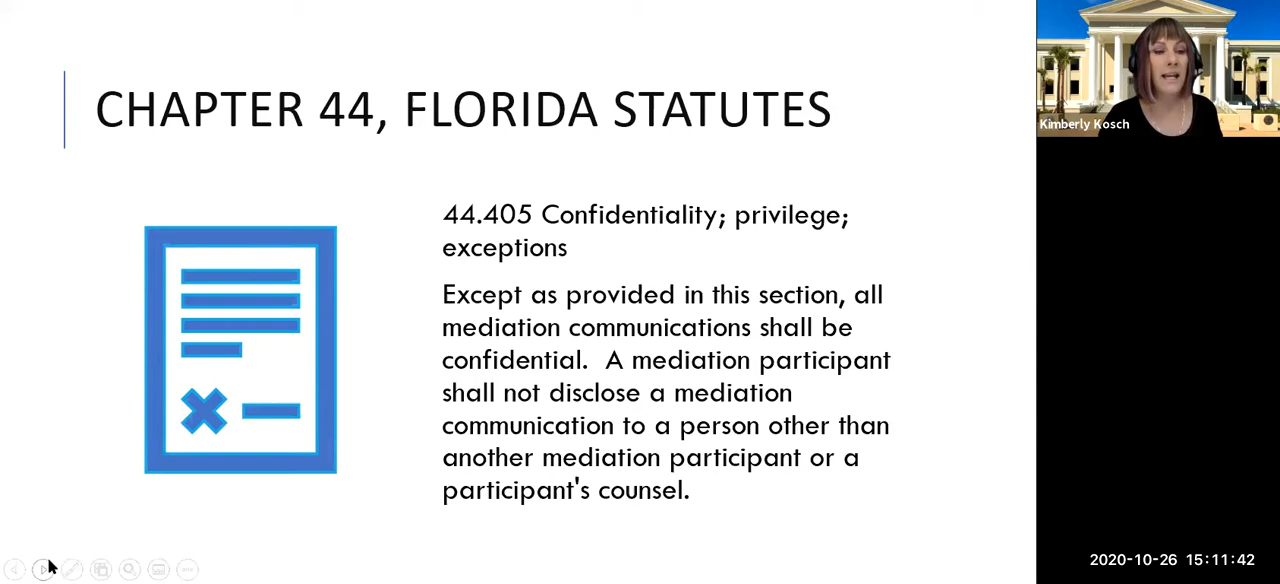 CHAPTER 44, FLORIDA STATUTES
44.405 Confidentiality; privilege;
exceptions
Except as provided in this section, all
mediation communications shall be
confidential.  A mediation participant
shall not disclose a mediation
communication to a person other than
another mediation participant or a
participant's counsel.
Kimberly Kosch
2020-10-26 15:11:42